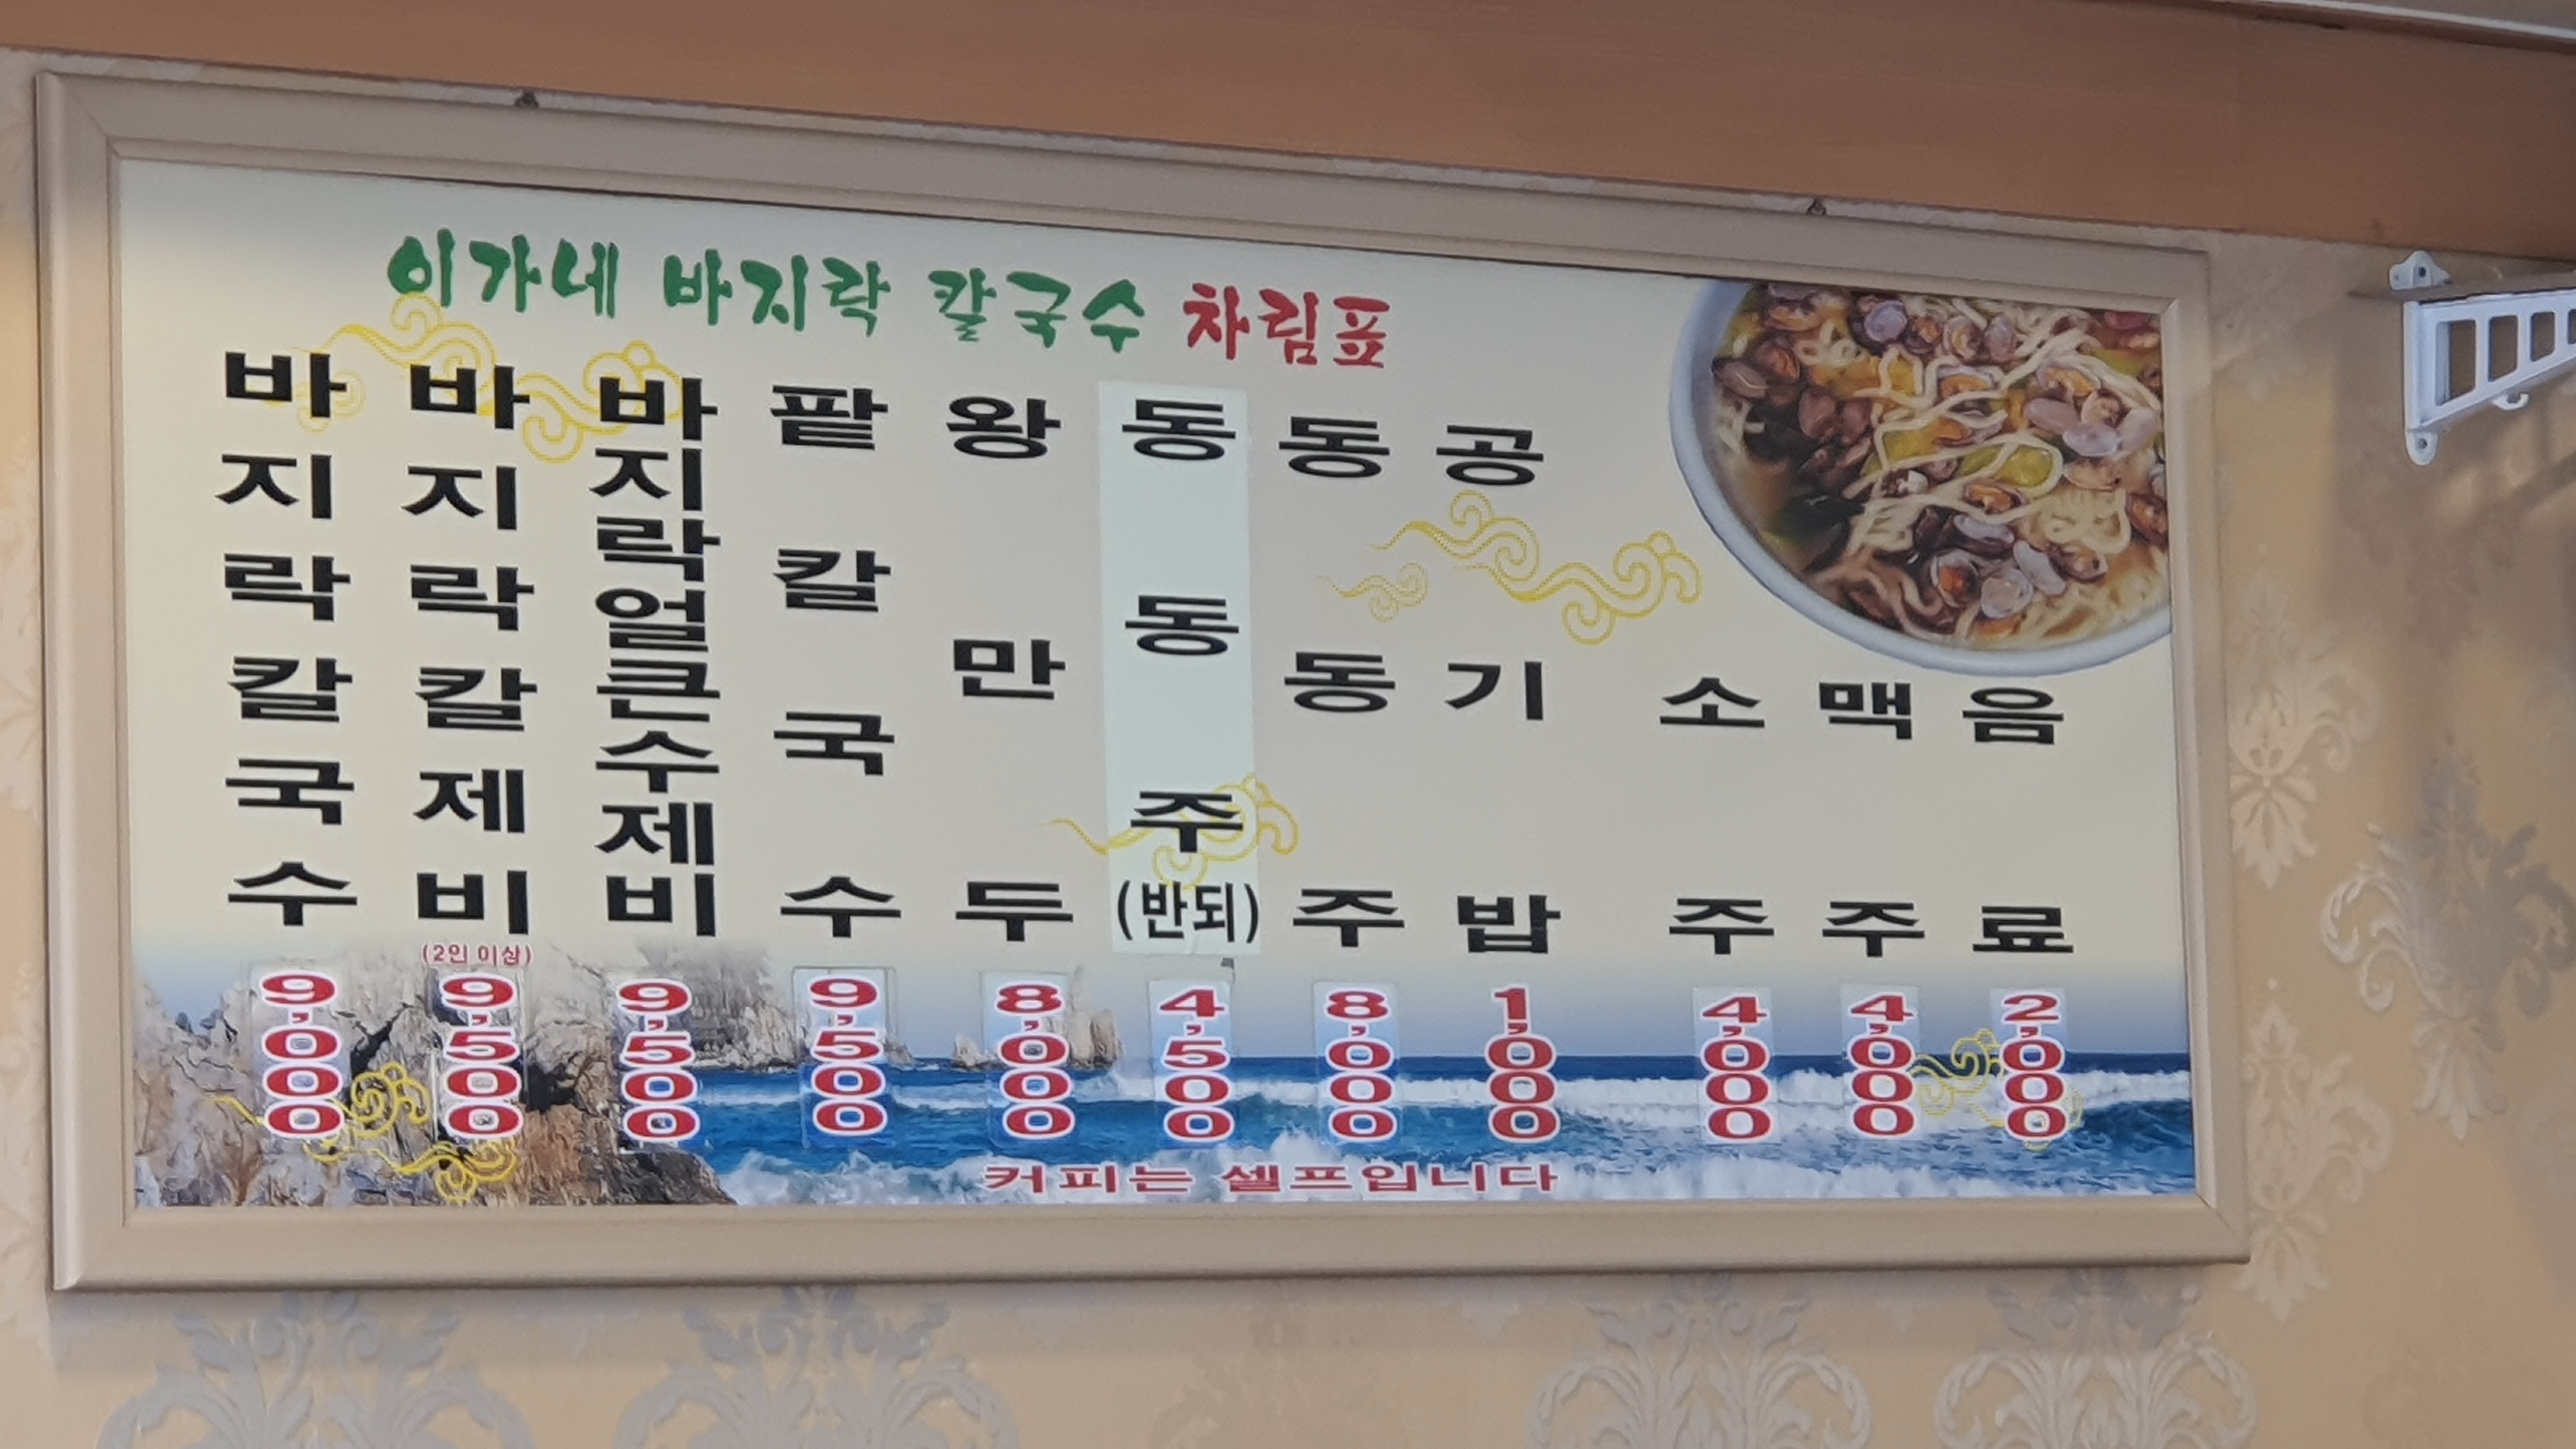 이가네 바지락 칼국수 차림표
바지락칼국수 9,000
바지락칼제비 (2인 이상) 9,500
바지락얼큰수제비 9,500
팥칼국수 9,500
왕만두 8,000
동동주 (반되) 4,500
동동주 8,000
공기밥 1,000
소주 4,000
맥주 4,000
음료 2,000
커피는 셀프입니다